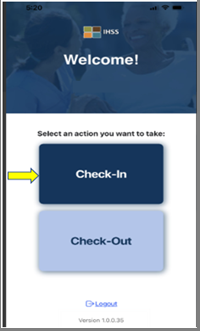 5:29
IHSS
Welcome!
Select an action you want to take:
Check-In
Check-Out
Logout
Version 1.0.0.35